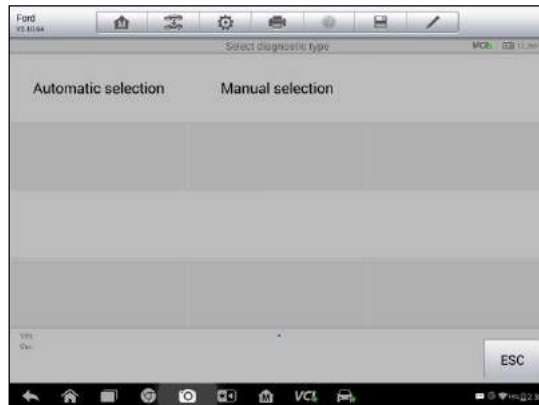 Ford
Select diagnostic type
VCI
Automatic selection
Manual selection
ESC
VCI